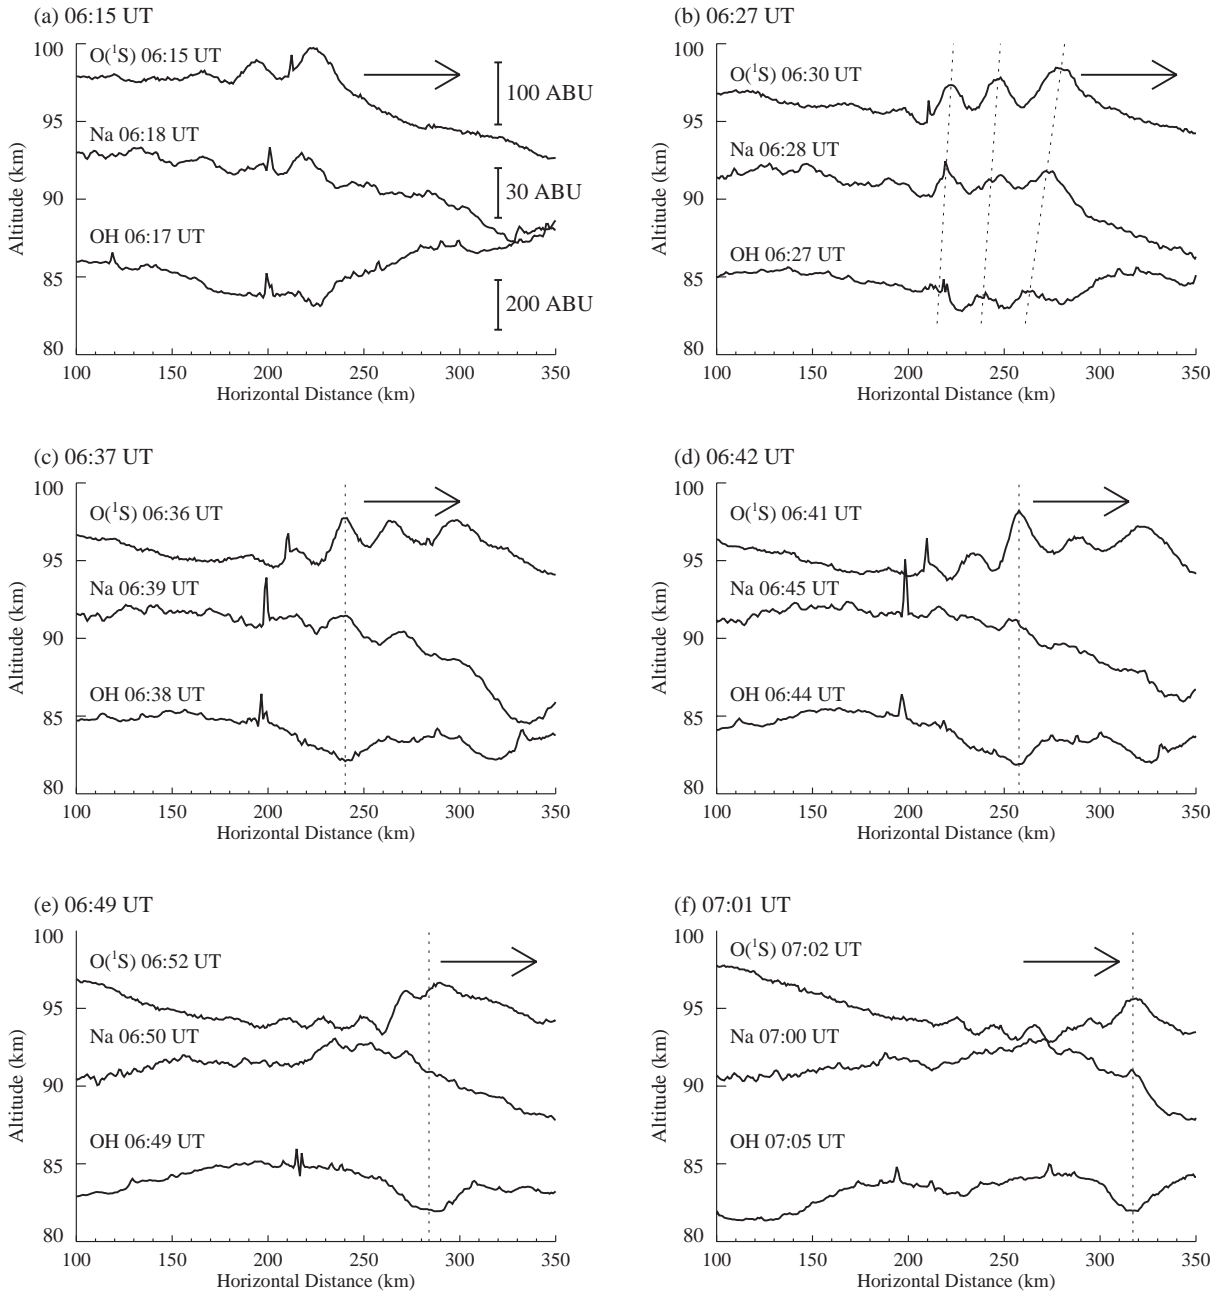 (a) 06:15 UT
100
O(¹S) 06:15 UT
100 ABU
95
Na 06:18 UT
30 ABU
90
OH 06:17 UT
85
200 ABU
80
Altitude (km)
100 150 200 250 300 350
Horizontal Distance (km)
(b) 06:27 UT
100
O(¹S) 06:30 UT
95
Na 06:28 UT
90
OH 06:27 UT
85
80
Altitude (km)
100 150 200 250 300 350
Horizontal Distance (km)
(c) 06:37 UT
100
O(¹S) 06:36 UT
95
Na 06:39 UT
90
OH 06:38 UT
85
80
Altitude (km)
100 150 200 250 300 350
Horizontal Distance (km)
(d) 06:42 UT
100
O(¹S) 06:41 UT
95
Na 06:45 UT
90
OH 06:44 UT
85
80
Altitude (km)
100 150 200 250 300 350
Horizontal Distance (km)
(e) 06:49 UT
100
O(¹S) 06:52 UT
95
Na 06:50 UT
90
OH 06:49 UT
85
80
Altitude (km)
100 150 200 250 300 350
Horizontal Distance (km)
(f) 07:01 UT
100
O(¹S) 07:02 UT
95
Na 07:00 UT
90
OH 07:05 UT
85
80
Altitude (km)
100 150 200 250 300 350
Horizontal Distance (km)